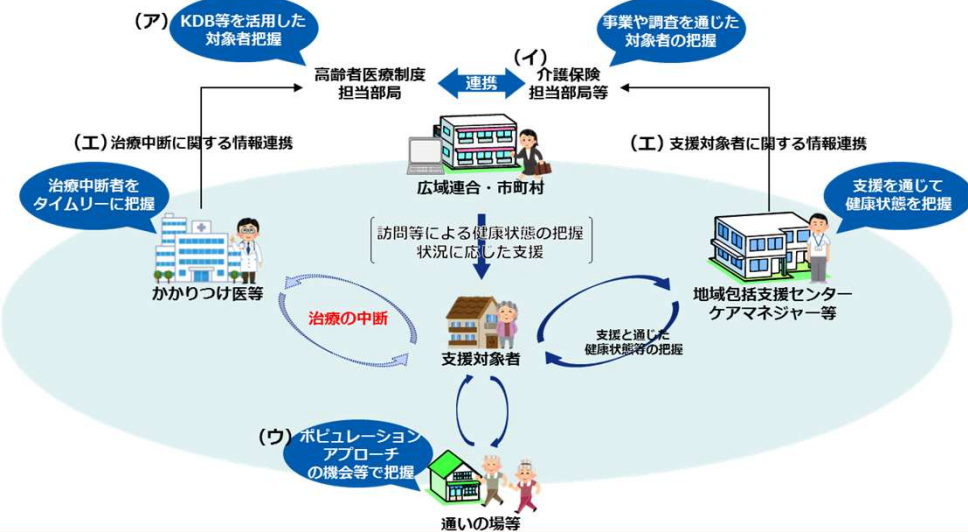 (ア)
KDB等を活用した
対象者把握
事業や調査を通じた
対象者の把握
高齢者医療制度
担当部局
連携
(イ)
介護保険
担当部局等
(エ)治療中断に関する情報連携
(エ)支援対象者に関する情報連携
広域連合・市町村
治療中断者を
タイムリーに把握
支援を通じて
健康状態を把握
訪問等による健康状態の把握
状況に応じた支援
かかりつけ医等
地域包括支援センター
ケアマネジャー等
治療の中断
支援と通じた
健康状態等の把握
支援対象者
(ウ)
ポピュレーション
アプローチ
の機会等で把握
通いの場等